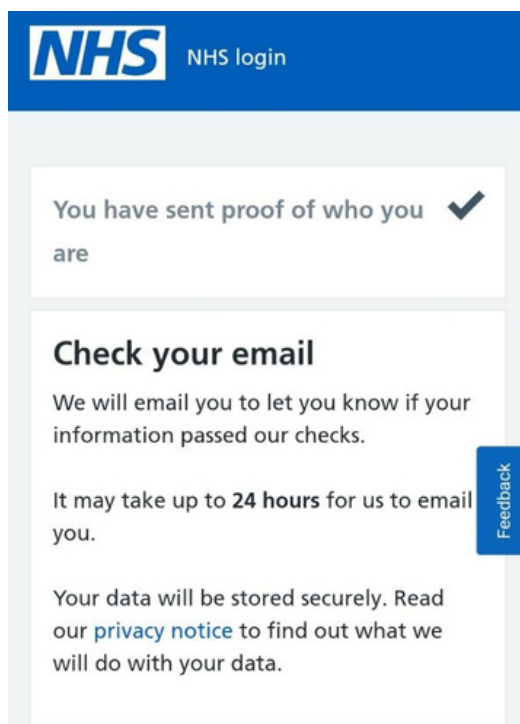 NHS NHS login
You have sent proof of who you
are
Check your email
We will email you to let you know if your
information passed our checks.
It may take up to 24 hours for us to email
you.
Feedback
Your data will be stored securely. Read
our privacy notice to find out what we
will do with your data.